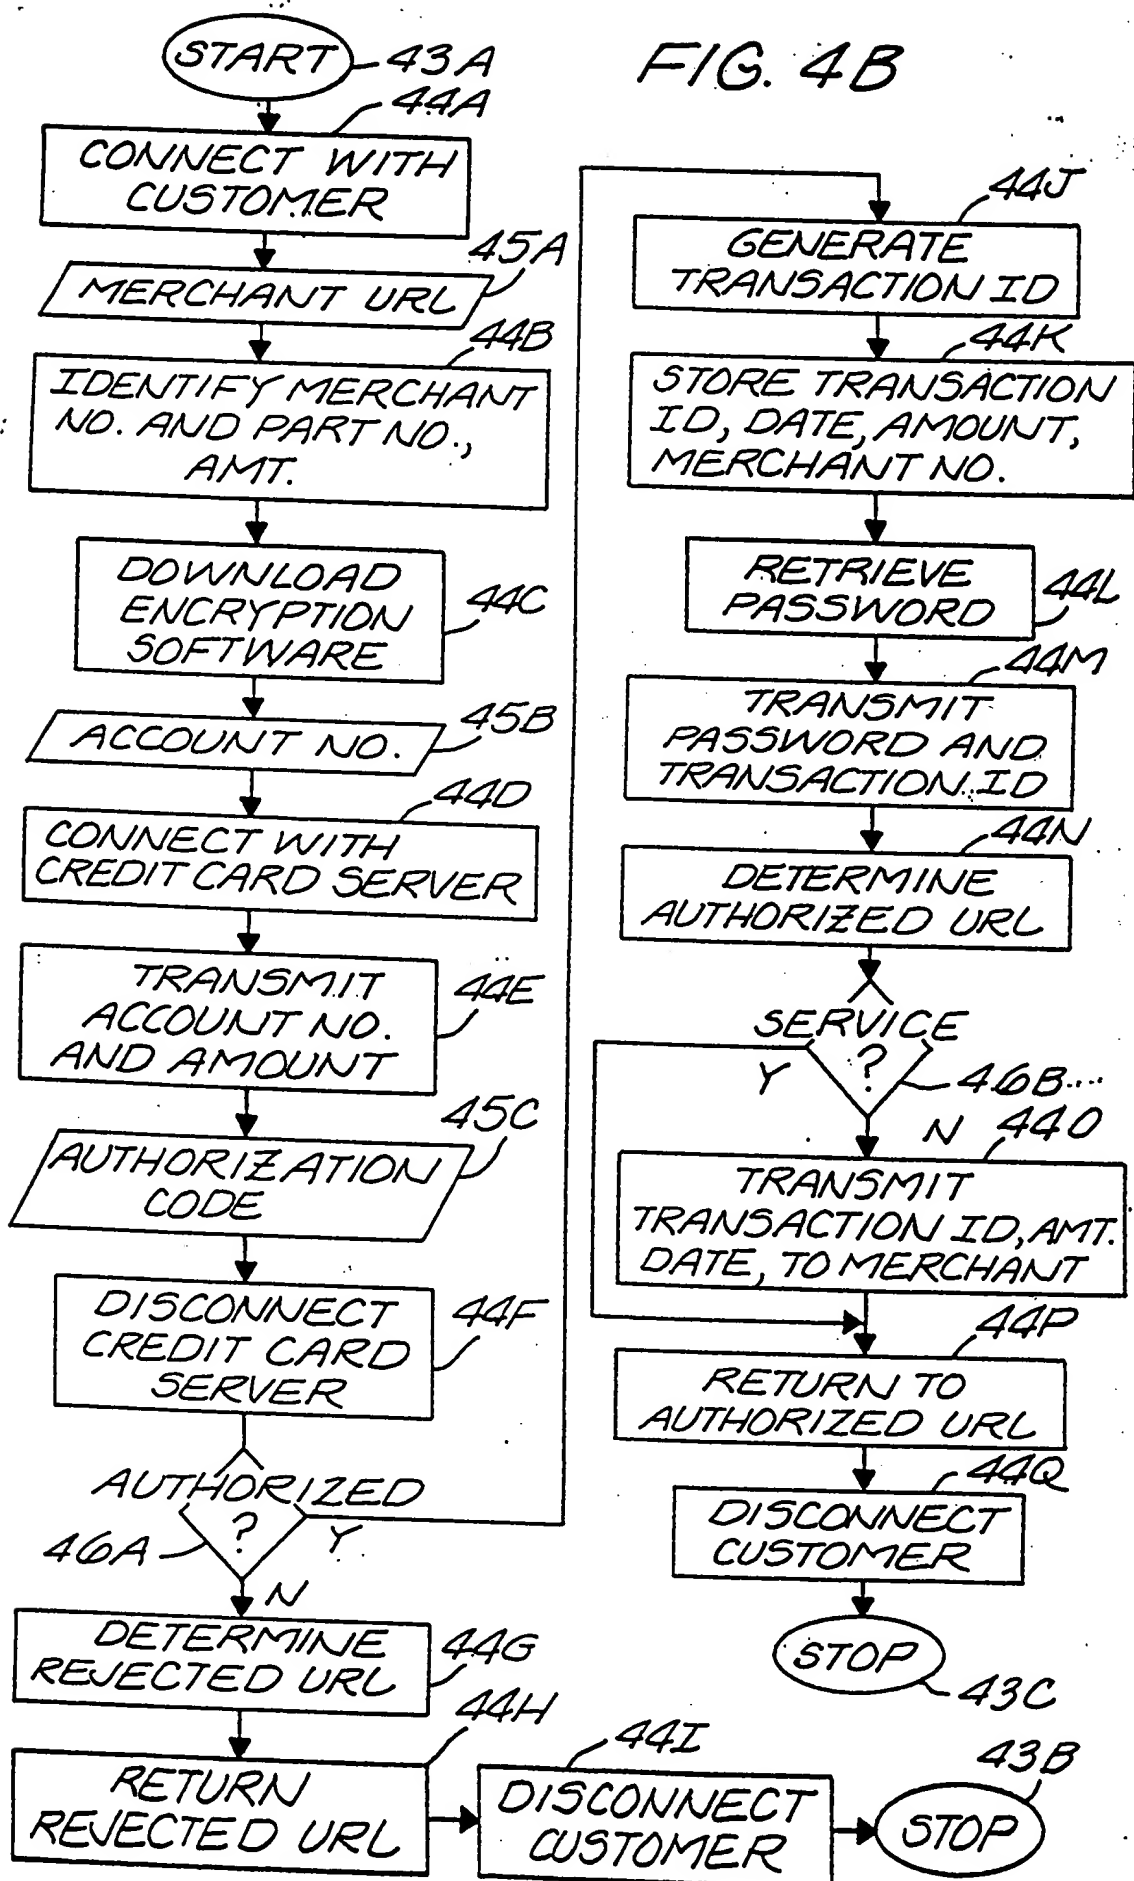 FIG. 4B
START
43A
44A
CONNECT WITH
CUSTOMER
45A
MERCHANT URL
44B
IDENTIFY MERCHANT
NO. AND PART NO.,
AMT.
DOWNLOAD
ENCRYPTION
SOFTWARE
44C
45B
ACCOUNT NO.
44D
CONNECT WITH
CREDIT CARD SERVER
TRANSMIT
ACCOUNT NO.
AND AMOUNT
44E
45C
AUTHORIZATION
CODE
DISCONNECT
CREDIT CARD
SERVER
44F
AUTHORIZED
?
46A
Y
N
DETERMINE
REJECTED URL
44G
44H
RETURN
REJECTED URL
44I
DISCONNECT
CUSTOMER
43B
STOP
44J
GENERATE
TRANSACTION ID
44K
STORE TRANSACTION
ID, DATE, AMOUNT,
MERCHANT NO.
RETRIEVE
PASSWORD
44L
44M
TRANSMIT
PASSWORD AND
TRANSACTION ID
44N
DETERMINE
AUTHORIZED URL
SERVICE
?
Y
46B
N
44O
TRANSMIT
TRANSACTION ID, AMT.
DATE, TO MERCHANT
44P
RETURN TO
AUTHORIZED URL
44Q
DISCONNECT
CUSTOMER
STOP
43C